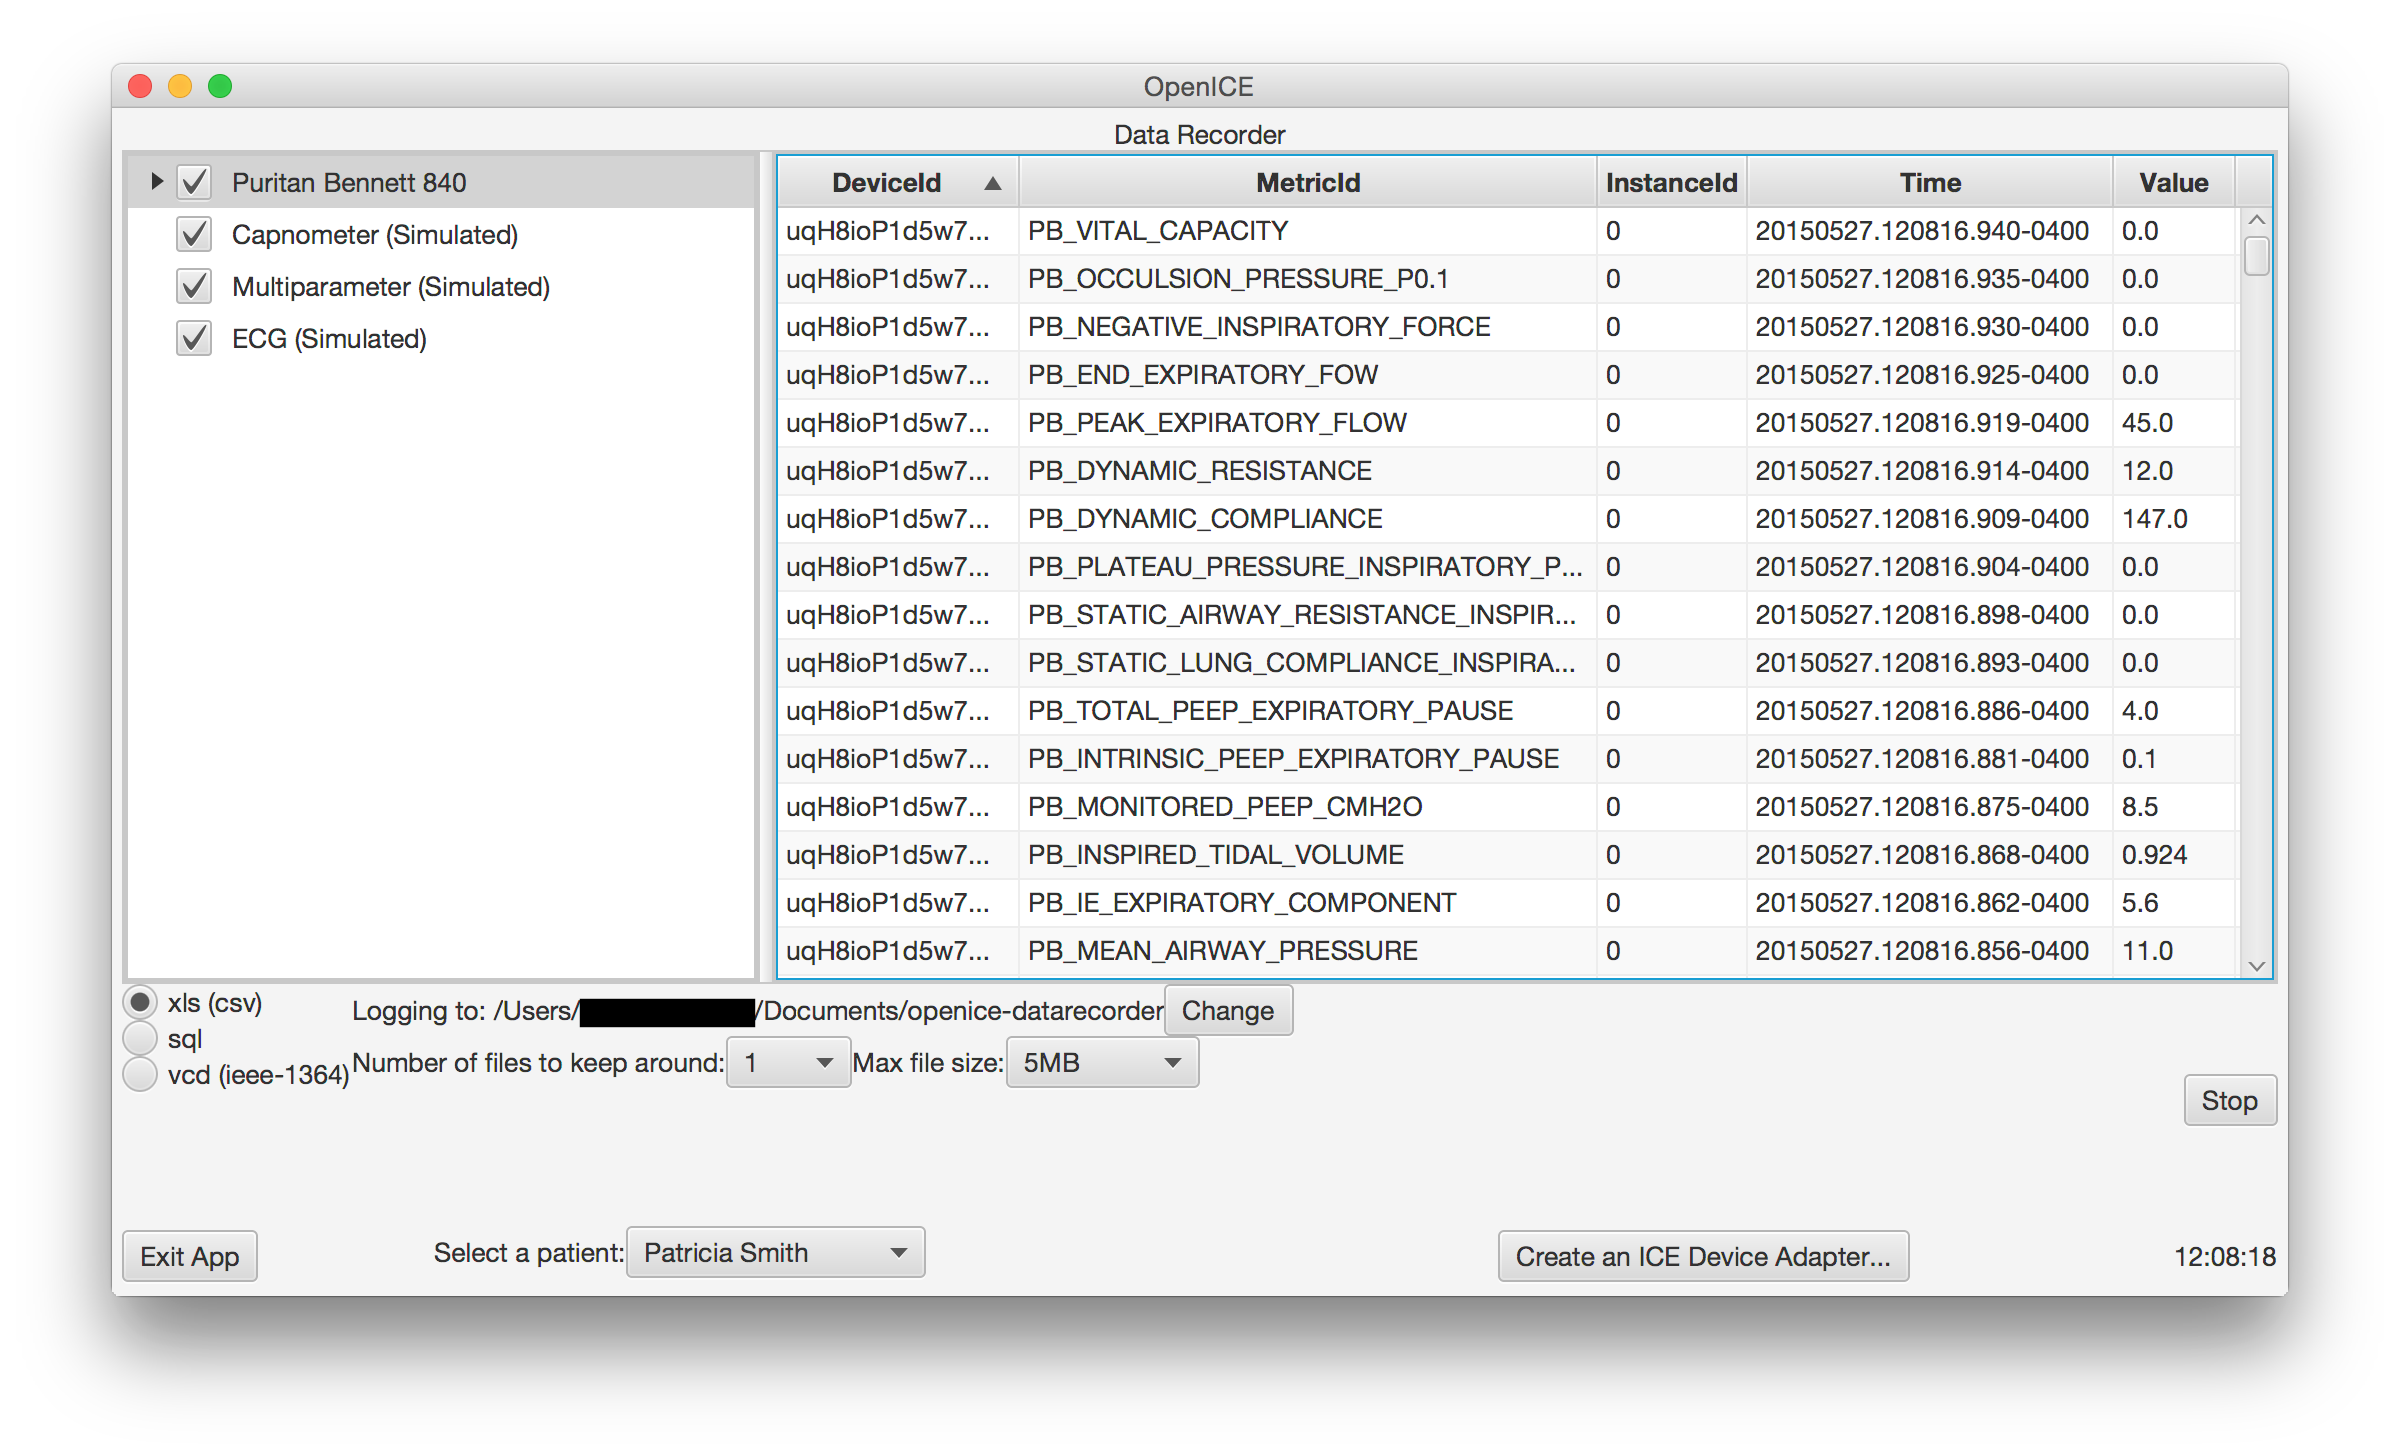 OpenICE
Data Recorder
Puritan Bennett 840
Capnometer (Simulated)
Multiparameter (Simulated)
ECG (Simulated)
DeviceId MetricId InstanceId Time Value
uqH8ioP1d5w7... PB_VITAL_CAPACITY 0 20150527.120816.940-0400 0.0
uqH8ioP1d5w7... PB_OCCULSION_PRESSURE_P0.1 0 20150527.120816.935-0400 0.0
uqH8ioP1d5w7... PB_NEGATIVE_INSPIRATORY_FORCE 0 20150527.120816.930-0400 0.0
uqH8ioP1d5w7... PB_END_EXPIRATORY_FOW 0 20150527.120816.925-0400 0.0
uqH8ioP1d5w7... PB_PEAK_EXPIRATORY_FLOW 0 20150527.120816.919-0400 45.0
uqH8ioP1d5w7... PB_DYNAMIC_RESISTANCE 0 20150527.120816.914-0400 12.0
uqH8ioP1d5w7... PB_DYNAMIC_COMPLIANCE 0 20150527.120816.909-0400 147.0
uqH8ioP1d5w7... PB_PLATEAU_PRESSURE_INSPIRATORY_P... 0 20150527.120816.904-0400 0.0
uqH8ioP1d5w7... PB_STATIC_AIRWAY_RESISTANCE_INSPIR... 0 20150527.120816.898-0400 0.0
uqH8ioP1d5w7... PB_STATIC_LUNG_COMPLIANCE_INSPIRA... 0 20150527.120816.893-0400 0.0
uqH8ioP1d5w7... PB_TOTAL_PEEP_EXPIRATORY_PAUSE 0 20150527.120816.886-0400 4.0
uqH8ioP1d5w7... PB_INTRINSIC_PEEP_EXPIRATORY_PAUSE 0 20150527.120816.881-0400 0.1
uqH8ioP1d5w7... PB_MONITORED_PEEP_CMH2O 0 20150527.120816.875-0400 8.5
uqH8ioP1d5w7... PB_INSPIRED_TIDAL_VOLUME 0 20150527.120816.868-0400 0.924
uqH8ioP1d5w7... PB_IE_EXPIRATORY_COMPONENT 0 20150527.120816.862-0400 5.6
uqH8ioP1d5w7... PB_MEAN_AIRWAY_PRESSURE 0 20150527.120816.856-0400 11.0
xls (csv)
sql
vcd (ieee-1364)
Logging to: /Users/ /Documents/openice-datarecorder Change
Number of files to keep around: 1 Max file size: 5MB
Stop
Exit App Select a patient: Patricia Smith Create an ICE Device Adapter... 12:08:18